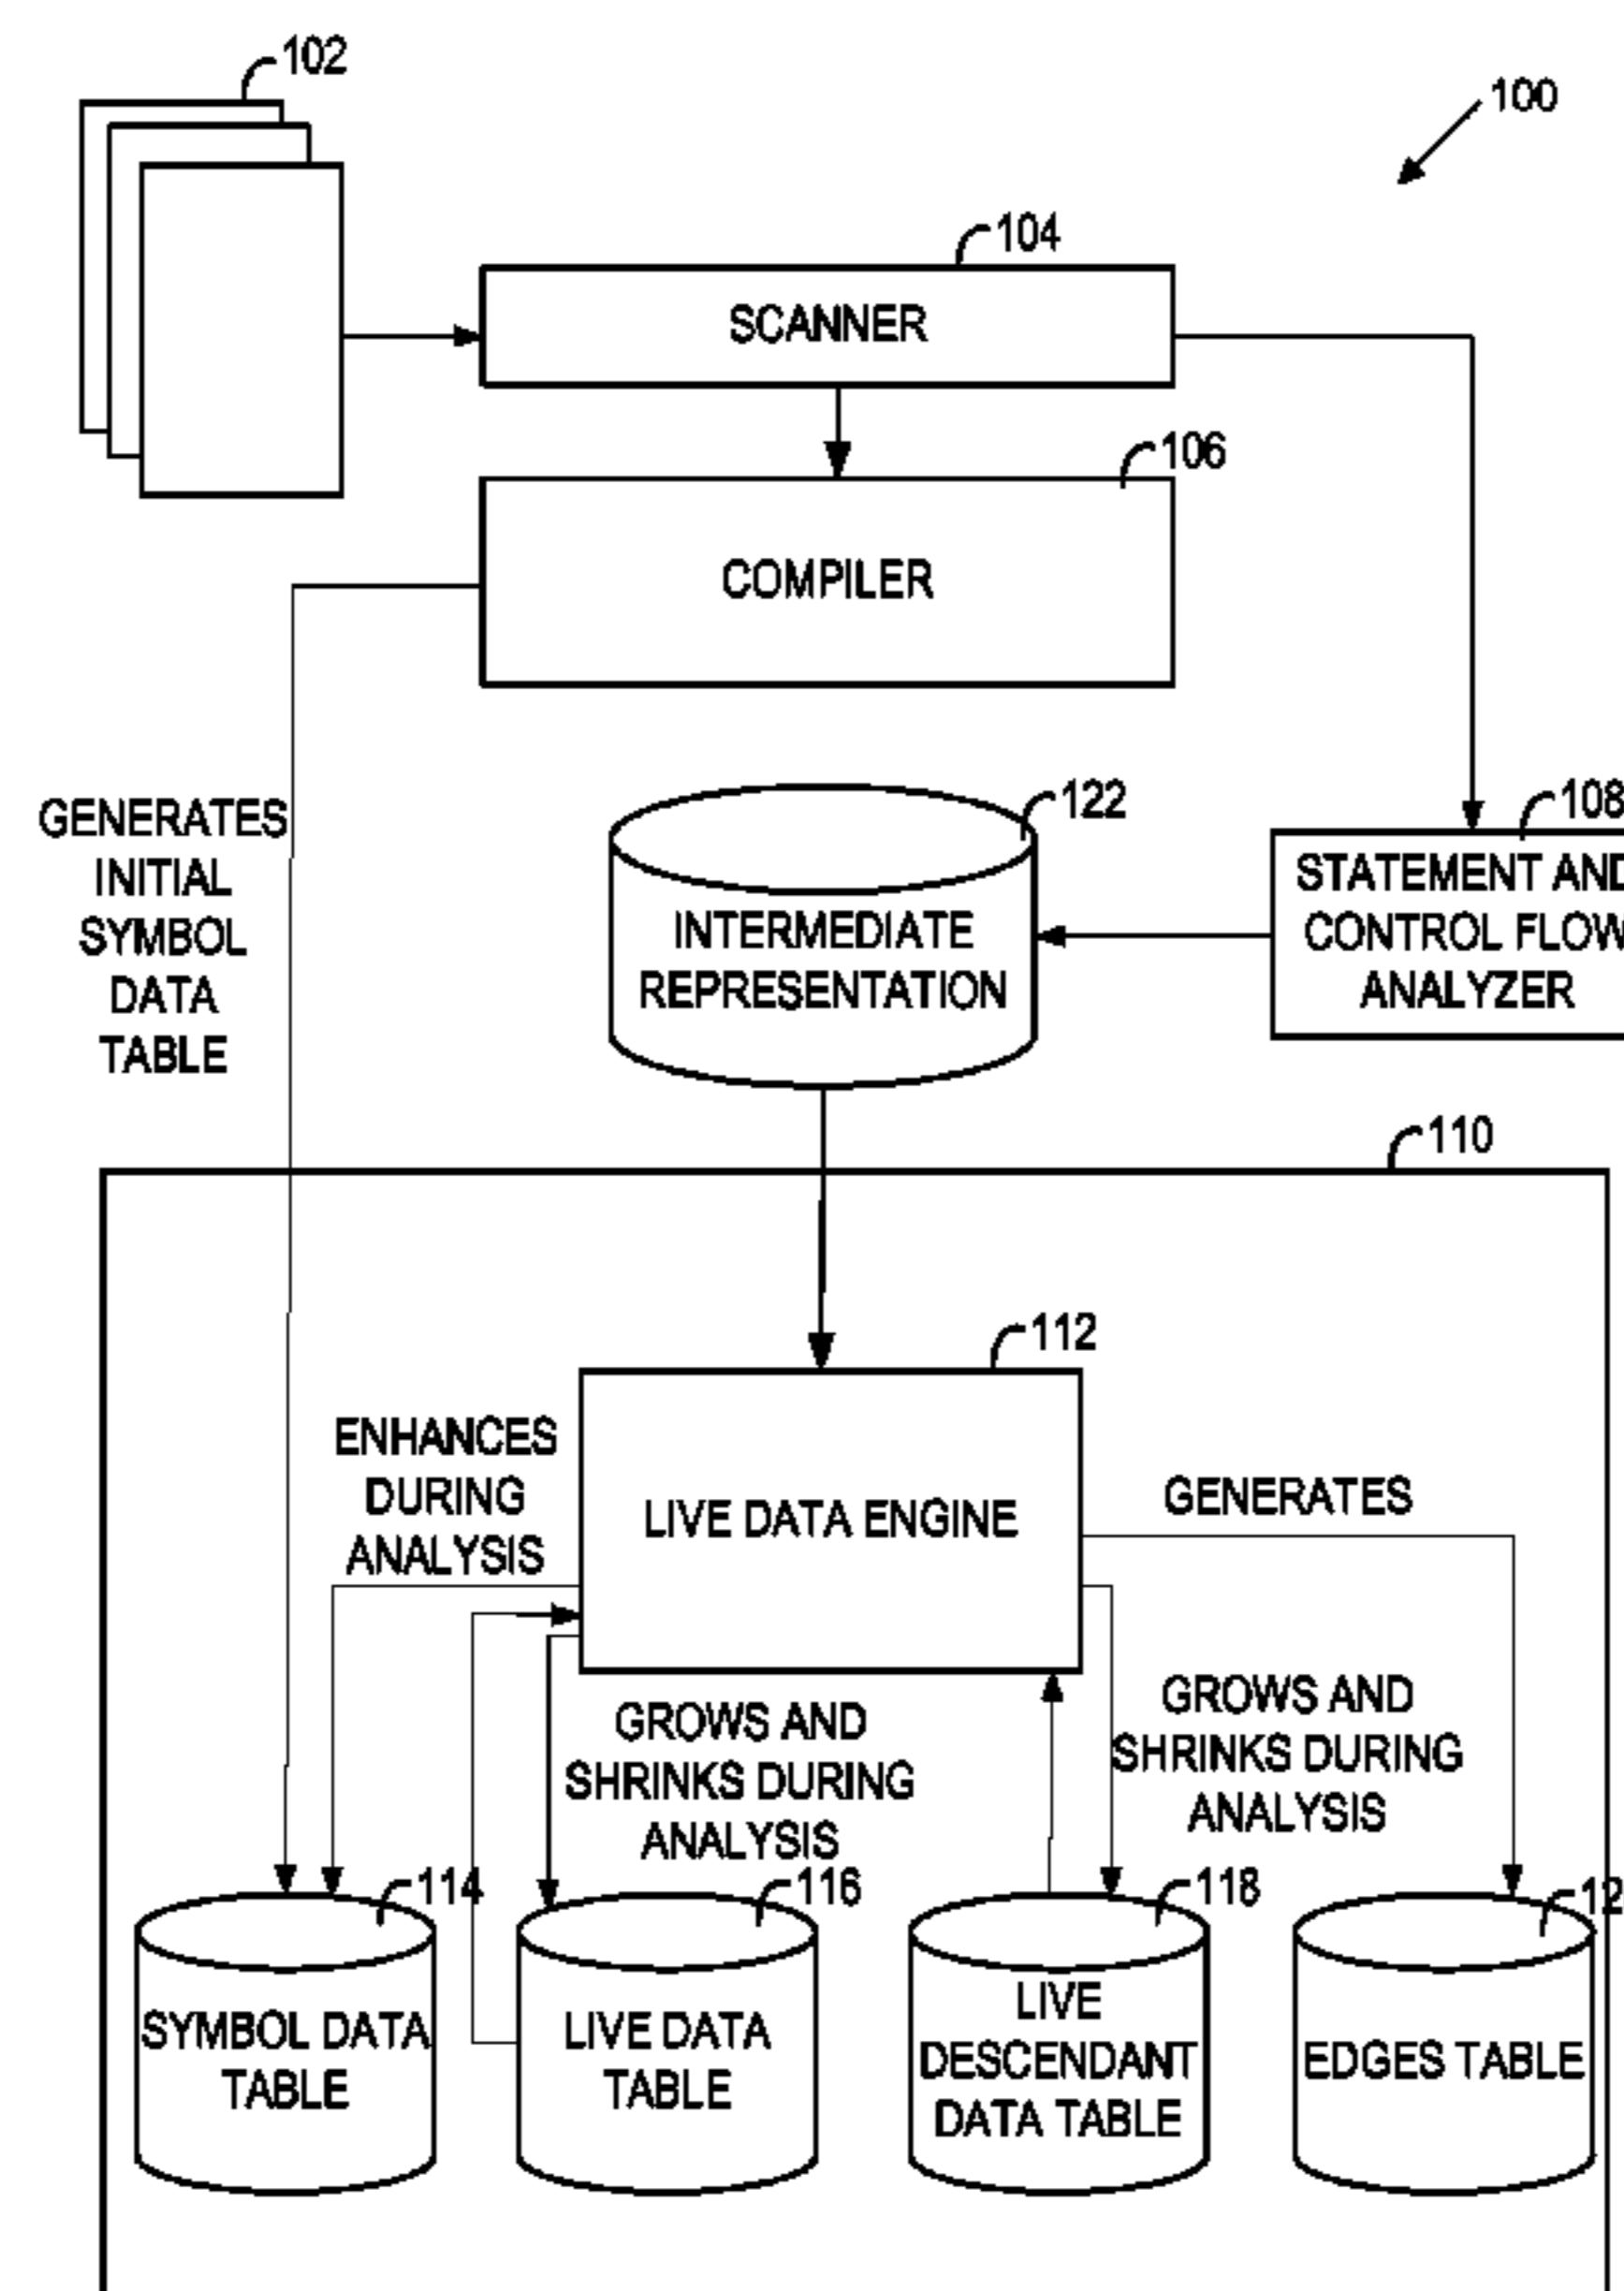 102
100
104
SCANNER
106
COMPILER
GENERATES
INITIAL
SYMBOL
DATA
TABLE
122
INTERMEDIATE
REPRESENTATION
108
STATEMENT AND
CONTROL FLOW
ANALYZER
110
112
LIVE DATA ENGINE
ENHANCES
DURING
ANALYSIS
GENERATES
GROWS AND
SHRINKS DURING
ANALYSIS
GROWS AND
SHRINKS DURING
ANALYSIS
114
SYMBOL DATA
TABLE
116
LIVE DATA
TABLE
118
LIVE
DESCENDANT
DATA TABLE
12
EDGES TABLE